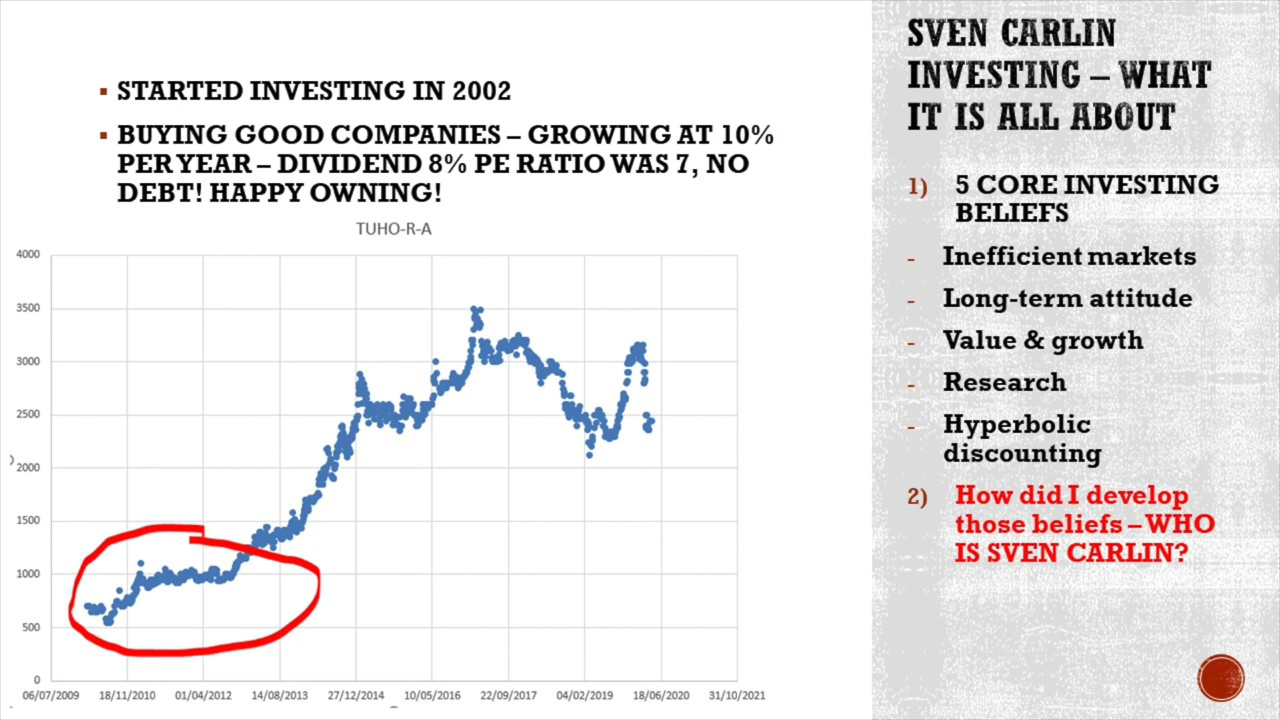 SVEN CARLIN
INVESTING – WHAT
IT IS ALL ABOUT
▪ STARTED INVESTING IN 2002
▪ BUYING GOOD COMPANIES – GROWING AT 10%
PER YEAR – DIVIDEND 8% PE RATIO WAS 7, NO
DEBT! HAPPY OWNING!
TUHO-R-A
4000
3500
3000
2500
2000
1500
1000
500
0
06/07/2009 18/11/2010 01/04/2012 14/08/2013 27/12/2014 10/05/2016 22/09/2017 04/02/2019 18/06/2020 31/10/2021
1) 5 CORE INVESTING
BELIEFS
- Inefficient markets
- Long-term attitude
- Value & growth
- Research
- Hyperbolic
discounting
2) How did I develop
those beliefs – WHO
IS SVEN CARLIN?